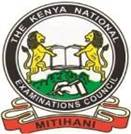 THE KENYA NATIONAL
EXAMINATIONS COUNCIL
MITIHANI